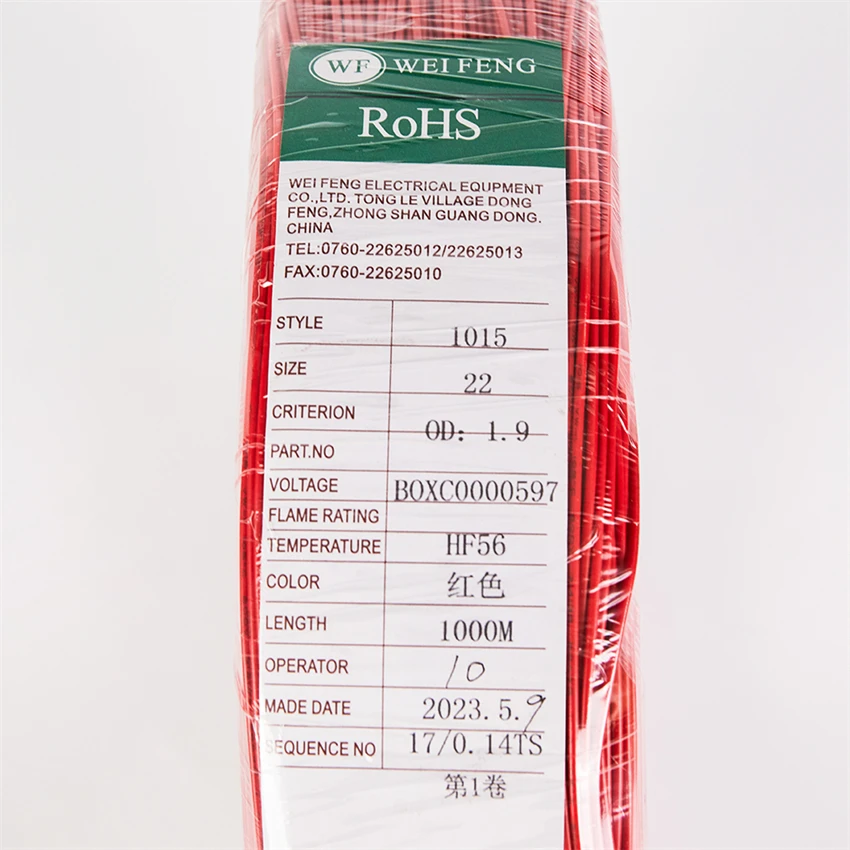 WF WEI FENG
RoHS
WEI FENG ELECTRICAL EQUPMENT
CO.,LTD. TONG LE VILLAGE DONG
FENG,ZHONG SHAN GUANG DONG.
CHINA
TEL:0760-22625012/22625013
FAX:0760-22625010
STYLE 1015
SIZE 22
CRITERION
OD: 1.9
PART.NO
VOLTAGE BOXC0000597
FLAME RATING
TEMPERATURE HF56
COLOR 红色
LENGTH 1000M
OPERATOR 10
MADE DATE 2023.5.9
SEQUENCE NO 17/0.14TS
第1卷